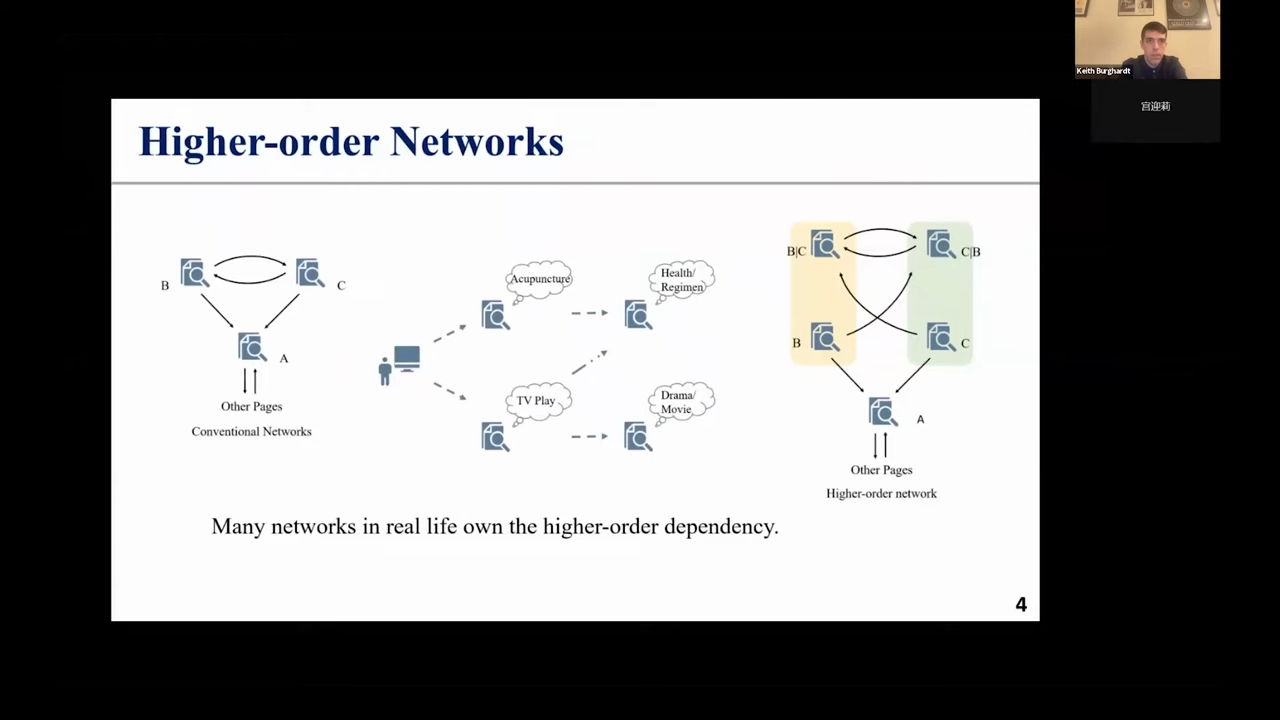 Keith Burghardt
宫迎莉
Higher-order Networks
B
C
A
Other Pages
Conventional Networks
Acupuncture
Health/
Regimen
TV Play
Drama/
Movie
B|C
C|B
B
C
A
Other Pages
Higher-order network
Many networks in real life own the higher-order dependency.
4